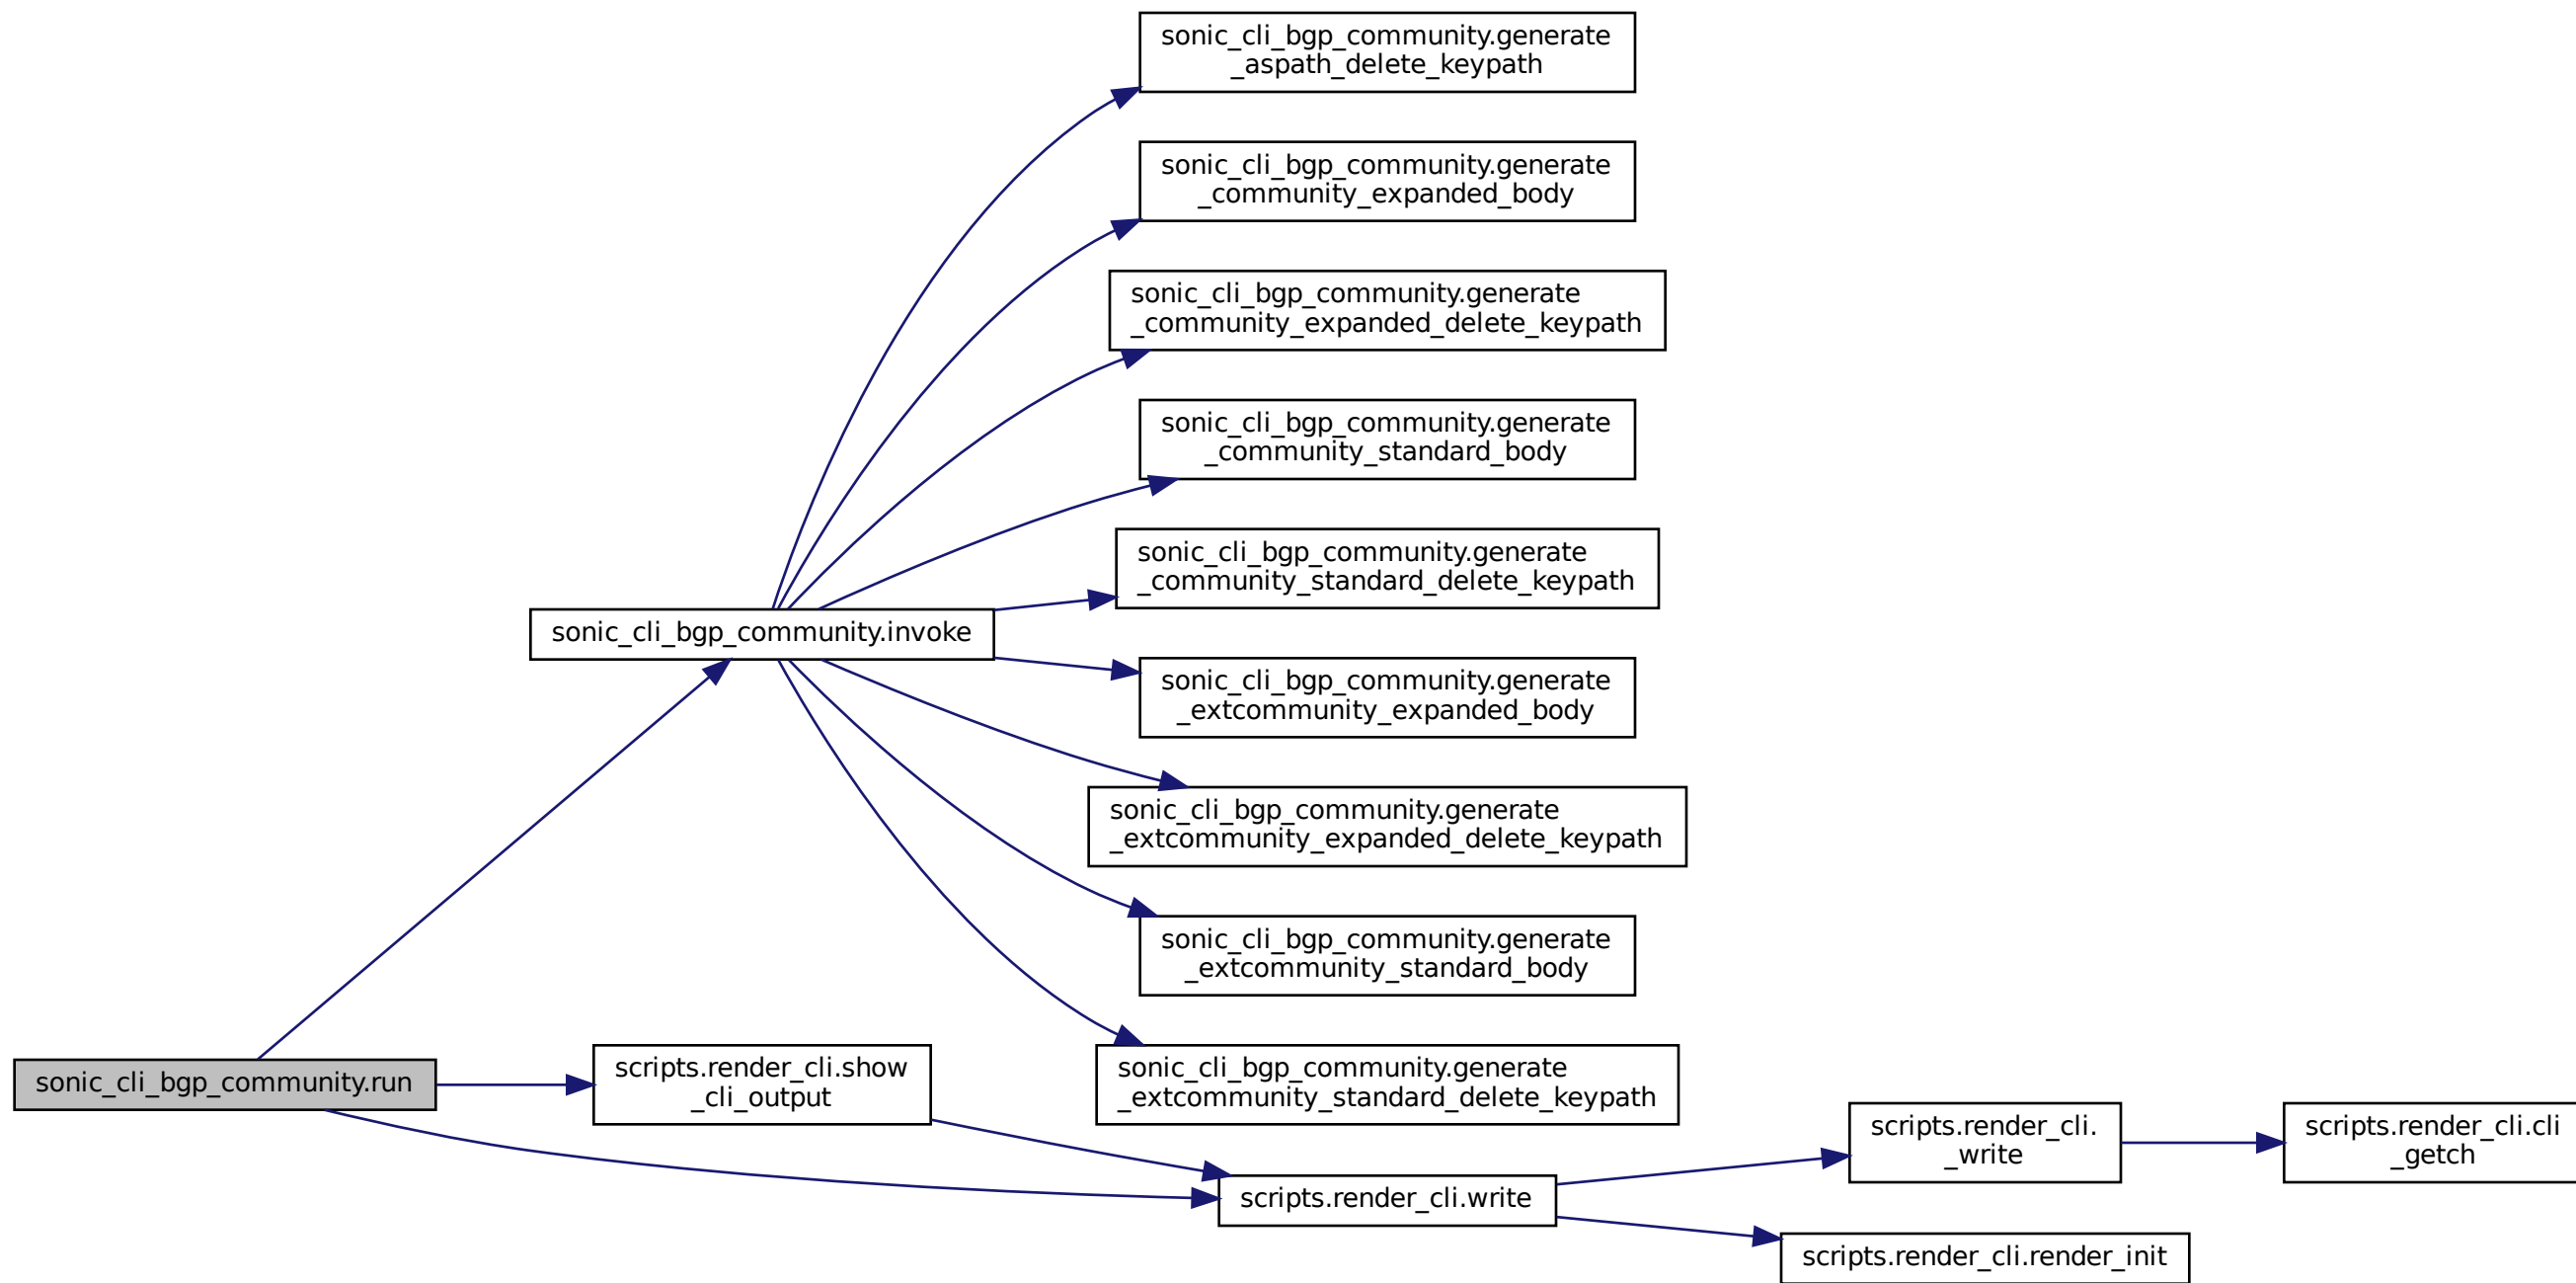 sonic_cli_bgp_community.generate
_aspath_delete_keypath
sonic_cli_bgp_community.generate
_community_expanded_body
sonic_cli_bgp_community.generate
_community_expanded_delete_keypath
sonic_cli_bgp_community.generate
_community_standard_body
sonic_cli_bgp_community.generate
_community_standard_delete_keypath
sonic_cli_bgp_community.invoke
sonic_cli_bgp_community.generate
_extcommunity_expanded_body
sonic_cli_bgp_community.generate
_extcommunity_expanded_delete_keypath
sonic_cli_bgp_community.generate
_extcommunity_standard_body
sonic_cli_bgp_community.run
scripts.render_cli.show
_cli_output
sonic_cli_bgp_community.generate
_extcommunity_standard_delete_keypath
scripts.render_cli.write
scripts.render_cli.
_write
scripts.render_cli.cli
_getch
scripts.render_cli.render_init